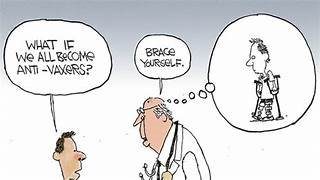 WHAT IF
WE ALL BECOME
ANTI-VAXERS?
BRACE
YOURSELF.